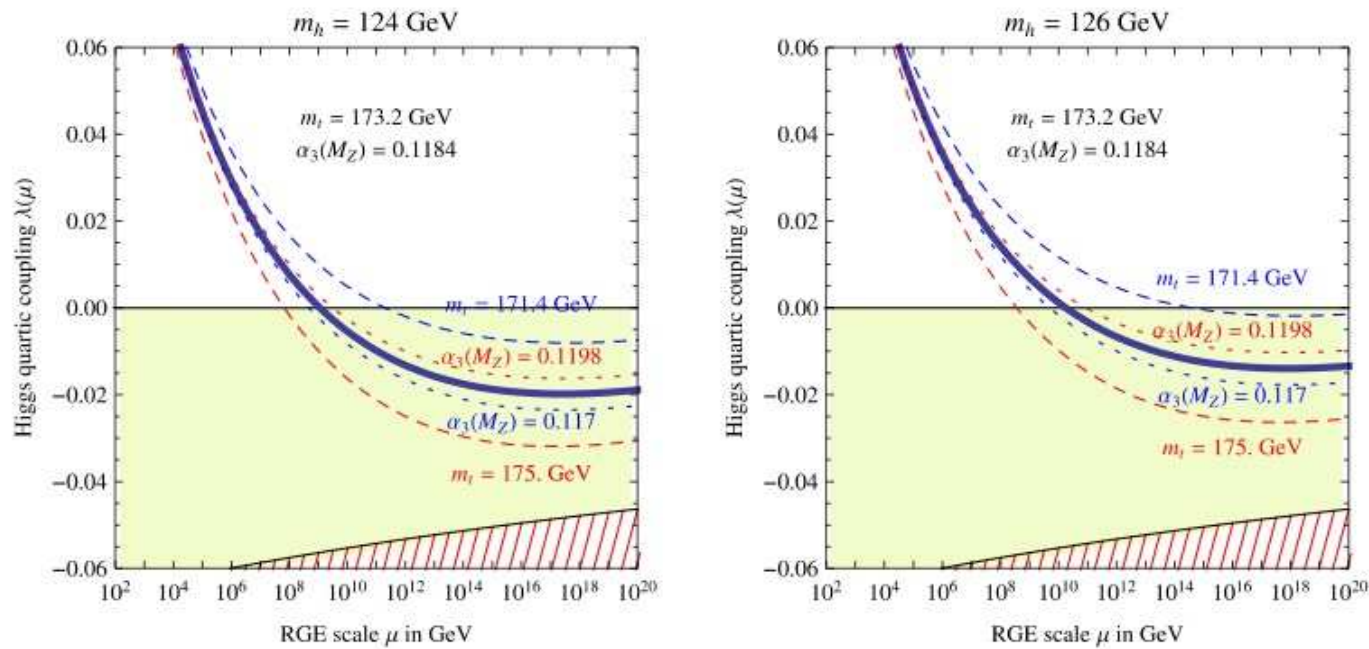 m_h = 124 GeV
0.06
0.04
0.02
0.00
−0.02
−0.04
−0.06
Higgs quartic coupling λ(μ)
m_t = 173.2 GeV
α_3(M_Z) = 0.1184
m_t = 171.4 GeV
α_3(M_Z) = 0.1198
α_3(M_Z) = 0.117
m_t = 175. GeV
10^2 10^4 10^6 10^8 10^10 10^12 10^14 10^16 10^18 10^20
RGE scale μ in GeV
m_h = 126 GeV
0.06
0.04
0.02
0.00
−0.02
−0.04
−0.06
Higgs quartic coupling λ(μ)
m_t = 173.2 GeV
α_3(M_Z) = 0.1184
m_t = 171.4 GeV
α_3(M_Z) = 0.1198
α_3(M_Z) = 0.117
m_t = 175. GeV
10^2 10^4 10^6 10^8 10^10 10^12 10^14 10^16 10^18 10^20
RGE scale μ in GeV